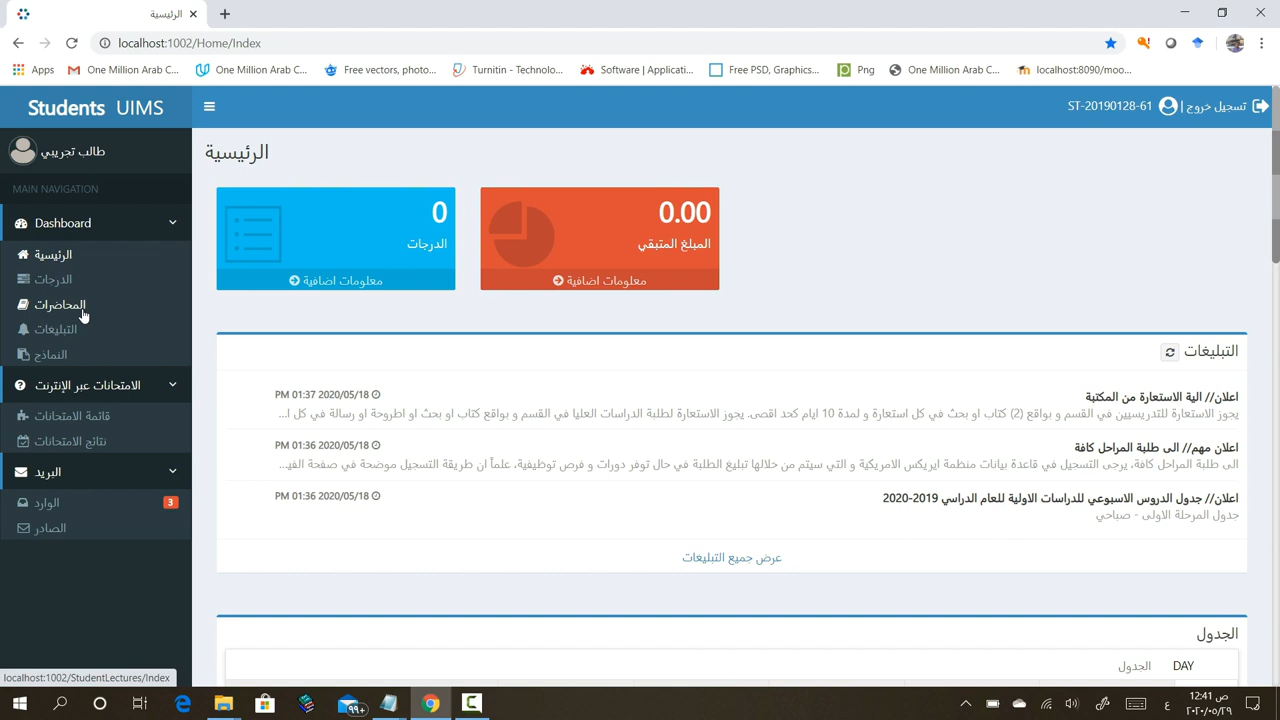 الرئيسية
localhost:1002/Home/Index
Apps
One Million Arab C...
One Million Arab C...
Free vectors, photo...
Turnitin - Technolo...
Software | Applicati...
Free PSD, Graphics...
Png
One Million Arab C...
localhost:8090/moo...
Students UIMS
تسجيل خروج | ST-20190128-61
طالب تجريبي
MAIN NAVIGATION
Dashboard
الرئيسية
الدرجات
المحاضرات
التبليغات
النماذج
الامتحانات عبر الإنترنت
قائمة الامتحانات
نتائج الامتحانات
البريد
الوارد 3
الصادر
الرئيسية
0
الدرجات
معلومات اضافية
0.00
المبلغ المتبقي
معلومات اضافية
التبليغات
اعلان// الية الاستعارة من المكتبة
PM 01:37 2020/05/18
يجوز الاستعارة للتدريسيين في القسم و بواقع (2) كتاب او بحث في كل استعارة و لمدة 10 ايام كحد اقصى. يجوز الاستعارة لطلبة الدراسات العليا في القسم و بواقع كتاب او بحث او اطروحة او رسالة في كل ا...
اعلان مهم// الى طلبة المراحل كافة
PM 01:36 2020/05/18
الى طلبة المراحل كافة، يرجى التسجيل في قاعدة بيانات منظمة ايريكس الامريكية و التي سيتم من خلالها تبليغ الطلبة في حال توفر دورات و فرص توظيفية، علماً ان طريقة التسجيل موضحة في صفحة الفي...
اعلان// جدول الدروس الاسبوعي للدراسات الاولية للعام الدراسي 2019-2020
PM 01:36 2020/05/18
جدول المرحلة الاولى - صباحي
عرض جميع التبليغات
الجدول
DAY
الجدول
localhost:1002/StudentLectures/Index
99+
ع
12:41 ص
٢٠٢٠/٠٥/٢٩